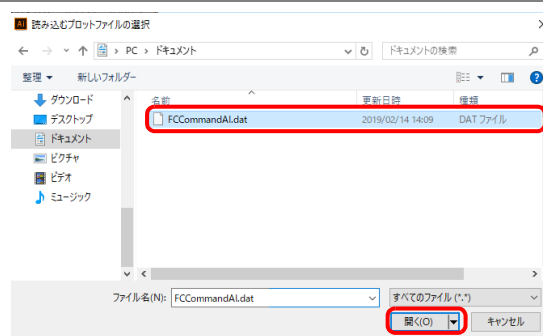 Ai 読み込むプロットファイルの選択
PC › ドキュメント ドキュメントの検索
整理 新しいフォルダー
名前 更新日時 種類
ダウンロード
デスクトップ
ドキュメント
ピクチャ
ビデオ
ミュージック
FCCommandAI.dat 2019/02/14 14:09 DAT ファイル
ファイル名(N): FCCommandAI.dat すべてのファイル (*.*)
開く(O) キャンセル